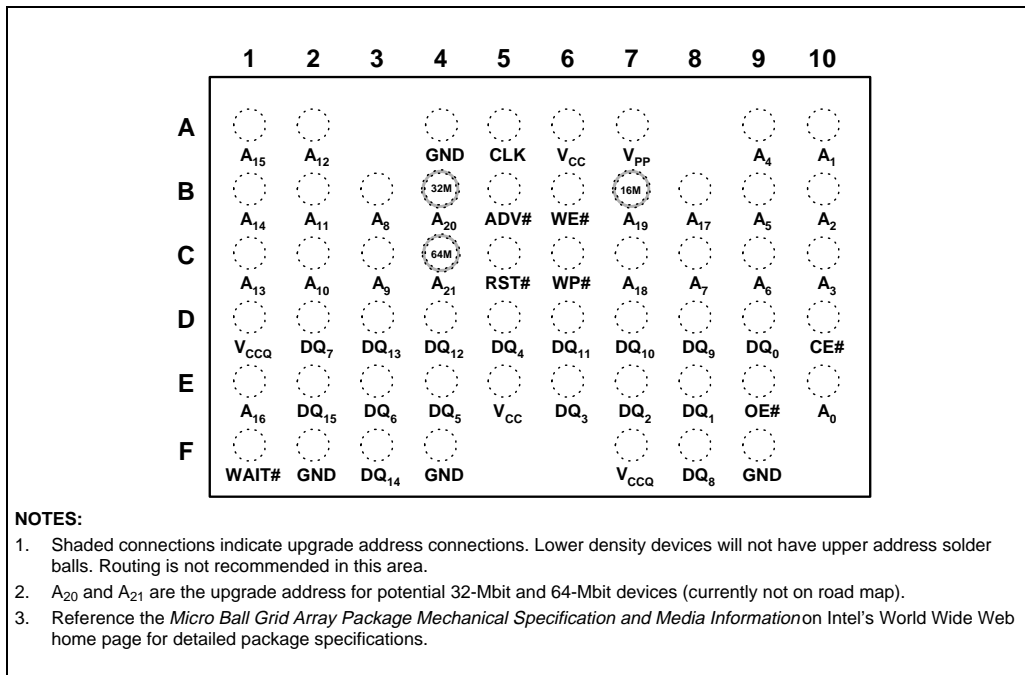 1 2 3 4 5 6 7 8 9 10
A
A15 A12 GND CLK VCC VPP A4 A1
B 32M 16M
A14 A11 A8 A20 ADV# WE# A19 A17 A5 A2
C 64M
A13 A10 A9 A21 RST# WP# A18 A7 A6 A3
D
VCCQ DQ7 DQ13 DQ12 DQ4 DQ11 DQ10 DQ9 DQ0 CE#
E
A16 DQ15 DQ6 DQ5 VCC DQ3 DQ2 DQ1 OE# A0
F
WAIT# GND DQ14 GND VCCQ DQ8 GND
NOTES:
1. Shaded connections indicate upgrade address connections. Lower density devices will not have upper address solder
balls. Routing is not recommended in this area.
2. A20 and A21 are the upgrade address for potential 32-Mbit and 64-Mbit devices (currently not on road map).
3. Reference the Micro Ball Grid Array Package Mechanical Specification and Media Information on Intel's World Wide Web
home page for detailed package specifications.